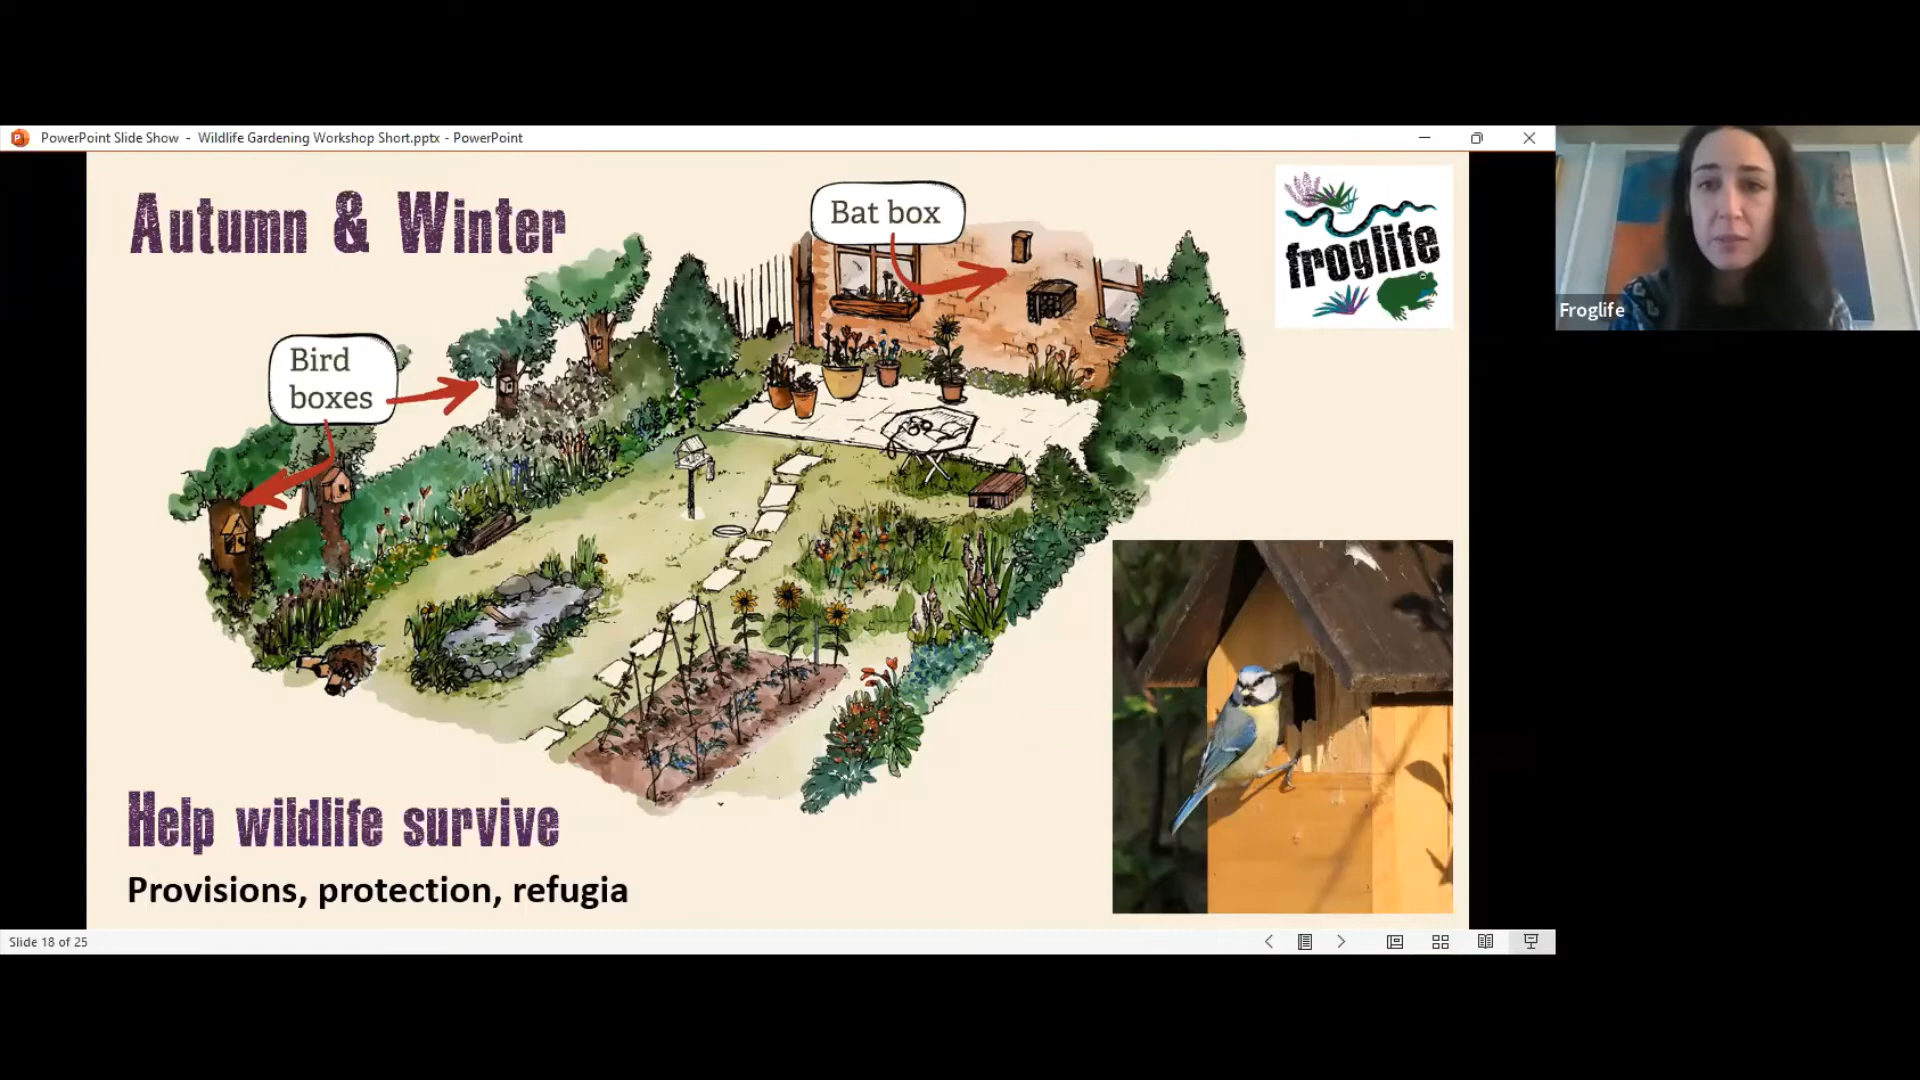 PowerPoint Slide Show - Wildlife Gardening Workshop Short.pptx - PowerPoint
Autumn & Winter
Bat box
froglife
Froglife
Bird
boxes
Help wildlife survive
Provisions, protection, refugia
Slide 18 of 25